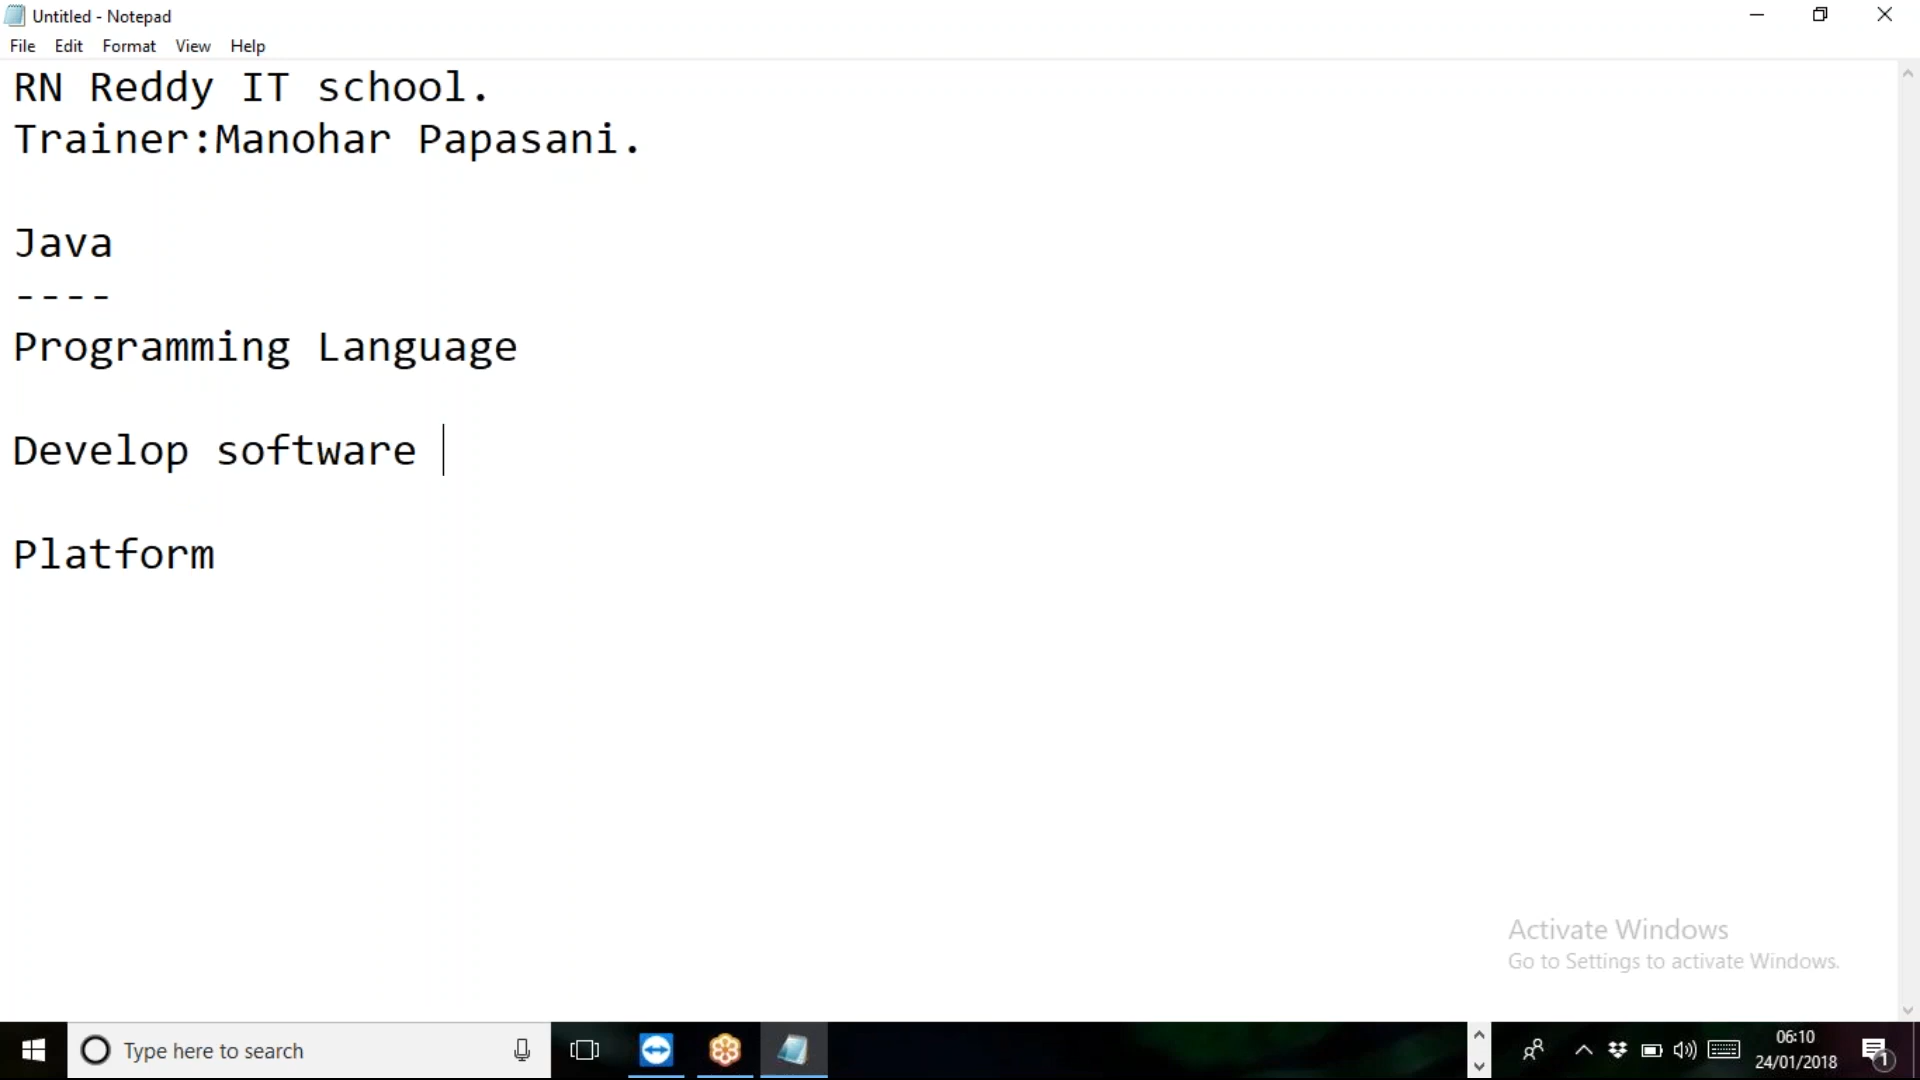 Untitled - Notepad
File Edit Format View Help
RN Reddy IT school.
Trainer:Manohar Papasani.
Java
----
Programming Language
Develop software
Platform
Activate Windows
Go to Settings to activate Windows.
Type here to search
06:10
24/01/2018
1